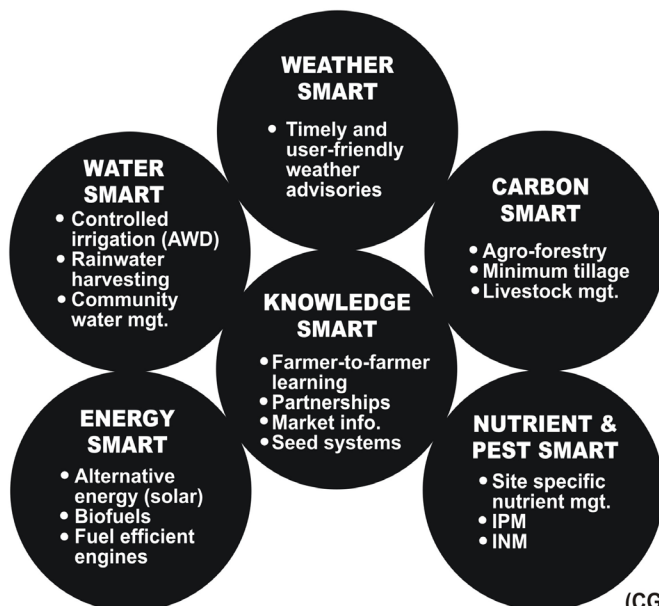 WEATHER
SMART
• Timely and
user-friendly
weather
advisories
WATER
SMART
• Controlled
irrigation (AWD)
• Rainwater
harvesting
• Community
water mgt.
CARBON
SMART
• Agro-forestry
• Minimum tillage
• Livestock mgt.
KNOWLEDGE
SMART
• Farmer-to-farmer
learning
• Partnerships
• Market info.
• Seed systems
ENERGY
SMART
• Alternative
energy (solar)
• Biofuels
• Fuel efficient
engines
NUTRIENT &
PEST SMART
• Site specific
nutrient mgt.
• IPM
• INM
(CG